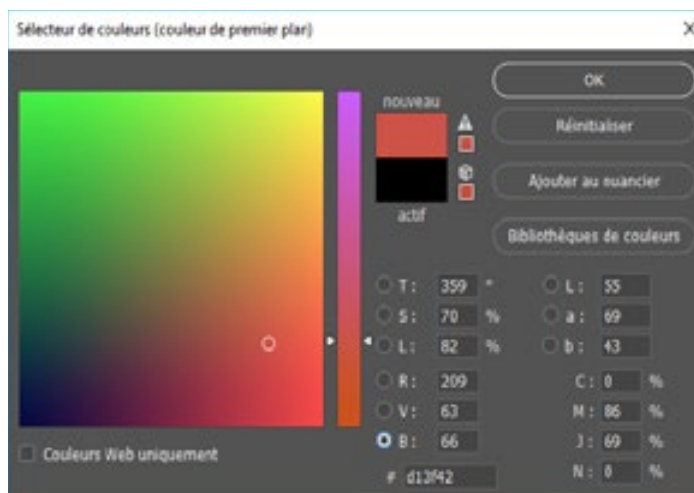 Sélecteur de couleurs (couleur de premier plan)
nouveau
actif
OK
Réinitialiser
Ajouter au nuancier
Bibliothèques de couleurs
T: 359 °
S: 70 %
L: 82 %
R: 209
V: 63
B: 66
# d13f42
L: 55
a: 69
b: 43
C: 0 %
M: 86 %
J: 69 %
N: 0 %
Couleurs Web uniquement